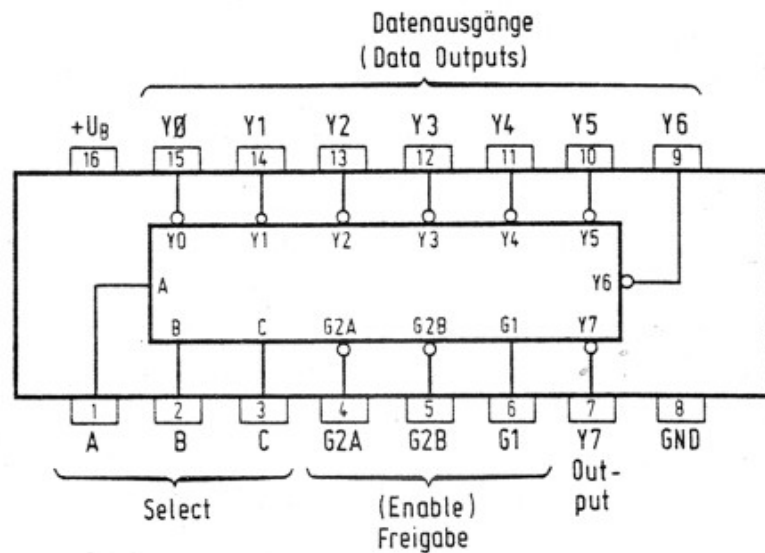 Datenausgänge
(Data Outputs)
+UB YØ Y1 Y2 Y3 Y4 Y5 Y6
16 15 14 13 12 11 10 9
Y0 Y1 Y2 Y3 Y4 Y5
A Y6
B C G2A G2B G1 Y7
1 2 3 4 5 6 7 8
A B C G2A G2B G1 Y7 GND
Select
(Enable)
Freigabe
Out-
put